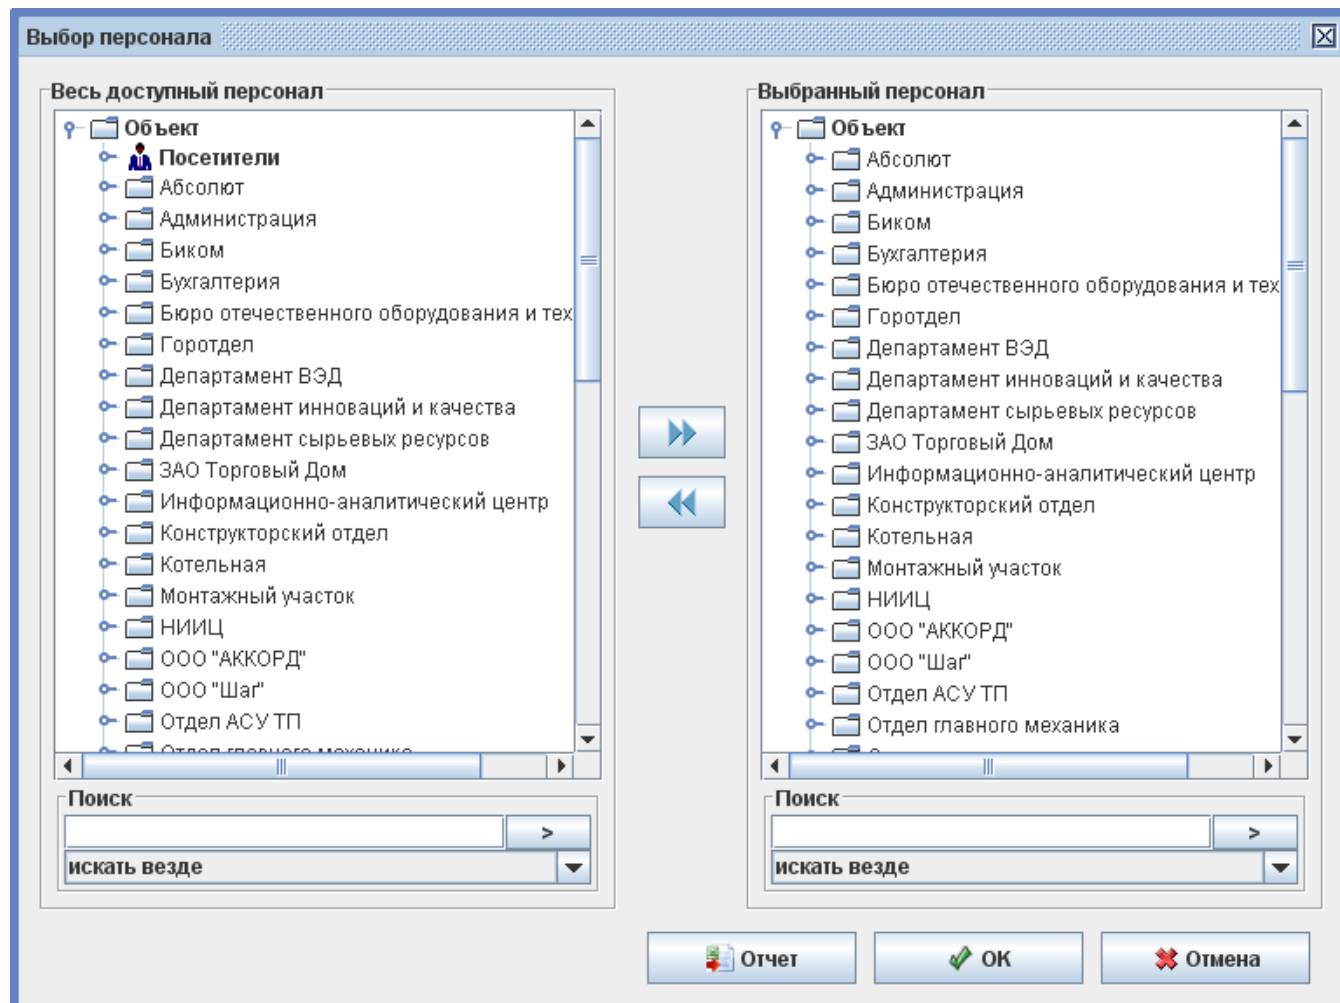 Выбор персонала
Весь доступный персонал
Объект
Посетители
Абсолют
Администрация
Биком
Бухгалтерия
Бюро отечественного оборудования и тех
Горотдел
Департамент ВЭД
Департамент инноваций и качества
Департамент сырьевых ресурсов
ЗАО Торговый Дом
Информационно-аналитический центр
Конструкторский отдел
Котельная
Монтажный участок
НИИЦ
ООО "АККОРД"
ООО "Шаг"
Отдел АСУ ТП
Отдел главного механика
Поиск
>
искать везде
Выбранный персонал
Объект
Абсолют
Администрация
Биком
Бухгалтерия
Бюро отечественного оборудования и тех
Горотдел
Департамент ВЭД
Департамент инноваций и качества
Департамент сырьевых ресурсов
ЗАО Торговый Дом
Информационно-аналитический центр
Конструкторский отдел
Котельная
Монтажный участок
НИИЦ
ООО "АККОРД"
ООО "Шаг"
Отдел АСУ ТП
Отдел главного механика
Поиск
>
искать везде
Отчет
ОК
Отмена